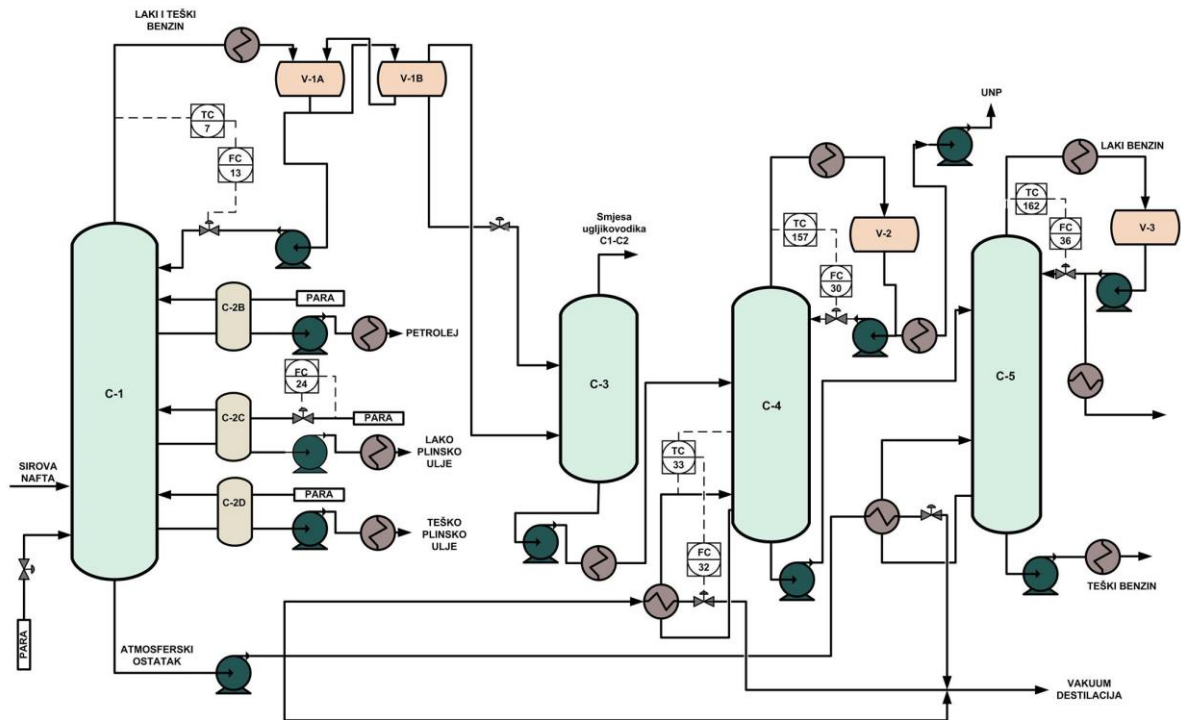 LAKI I TEŠKI
BENZIN
V-1A
V-1B
TC
7
FC
13
UNP
LAKI BENZIN
TC
162
FC
36
V-3
TC
157
V-2
FC
30
Smjesa
ugljikovodika
C1-C2
C-2B
PARA
PETROLEJ
C-1
FC
24
C-2C
PARA
LAKO
PLINSKO
ULJE
C-3
C-4
C-5
SIROVA
NAFTA
C-2D
PARA
TEŠKO
PLINSKO
ULJE
TC
33
FC
32
TEŠKI BENZIN
PARA
ATMOSFERSKI
OSTATAK
VAKUUM
DESTILACIJA